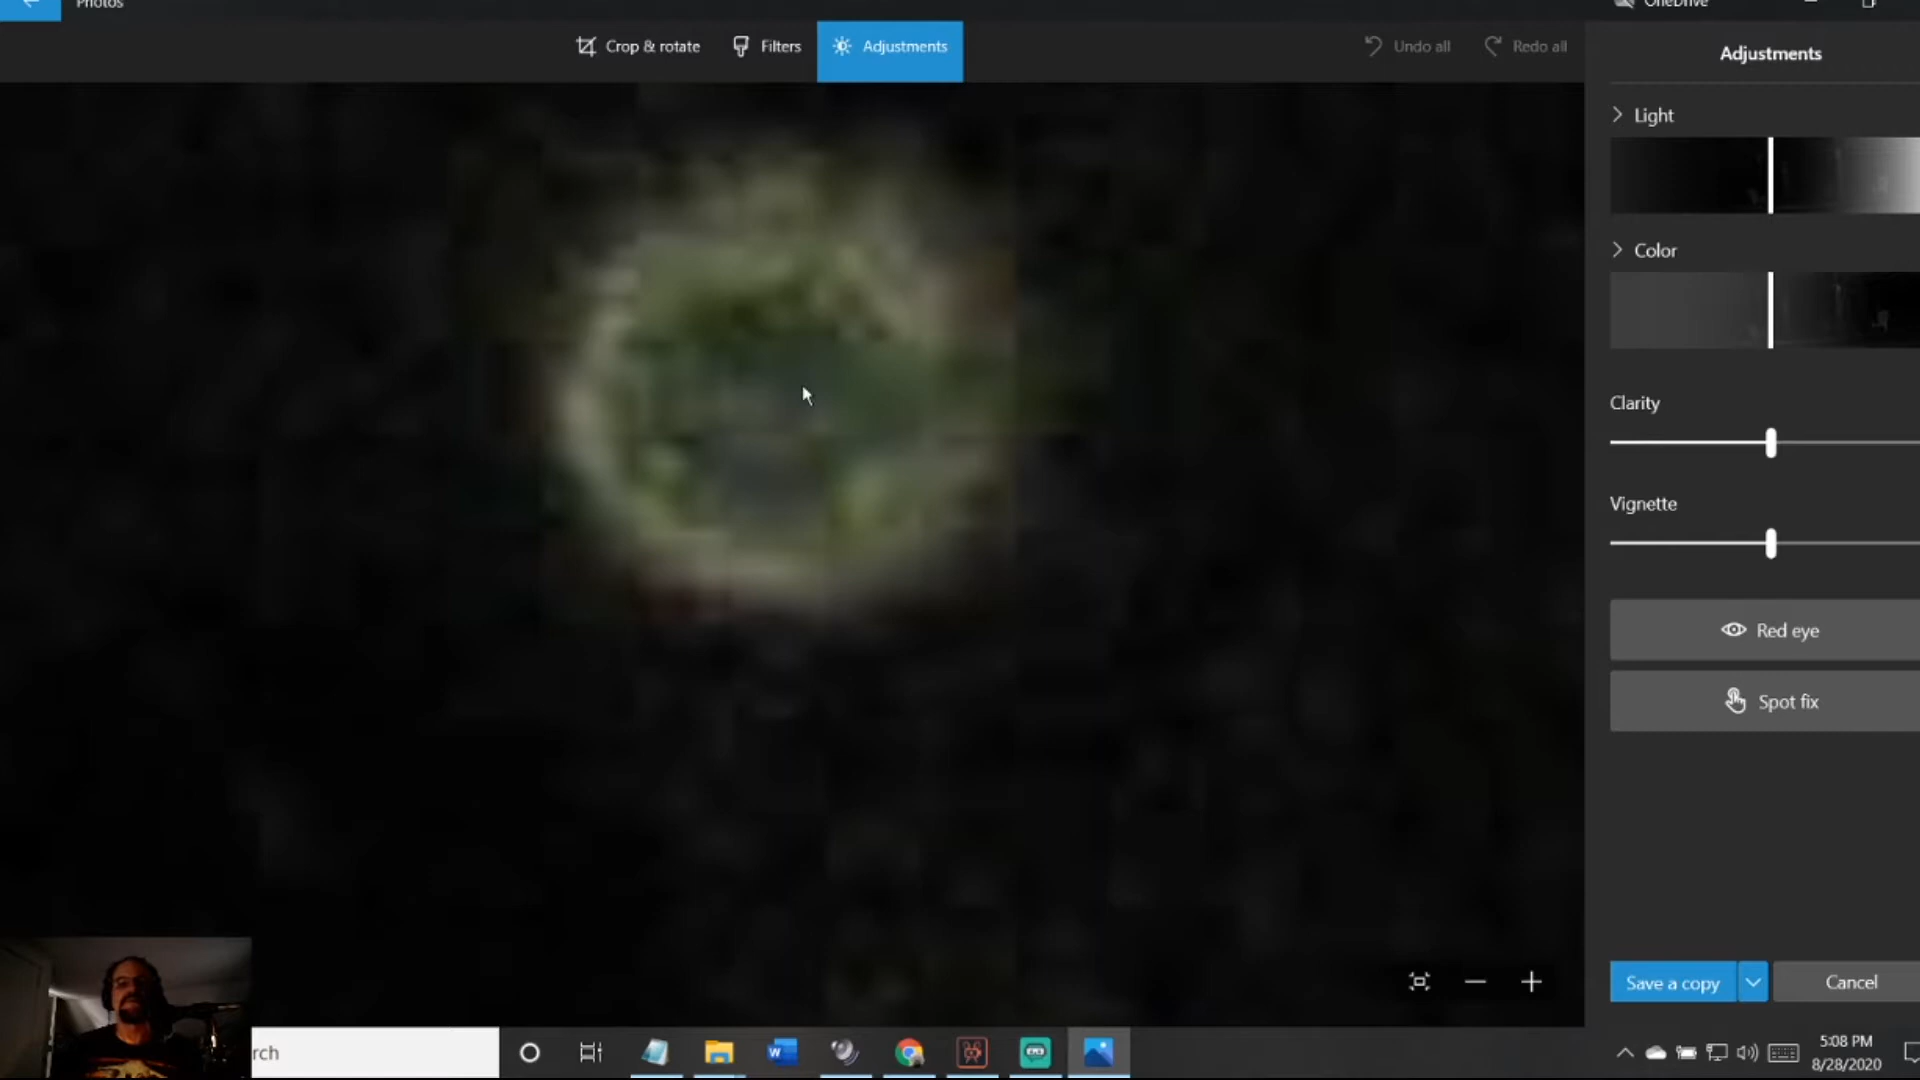 Photos
OneDrive
Crop & rotate
Filters
Adjustments
Undo all
Redo all
Adjustments
Light
Color
Clarity
Vignette
Red eye
Spot fix
Save a copy
Cancel
rch
5:08 PM
8/28/2020